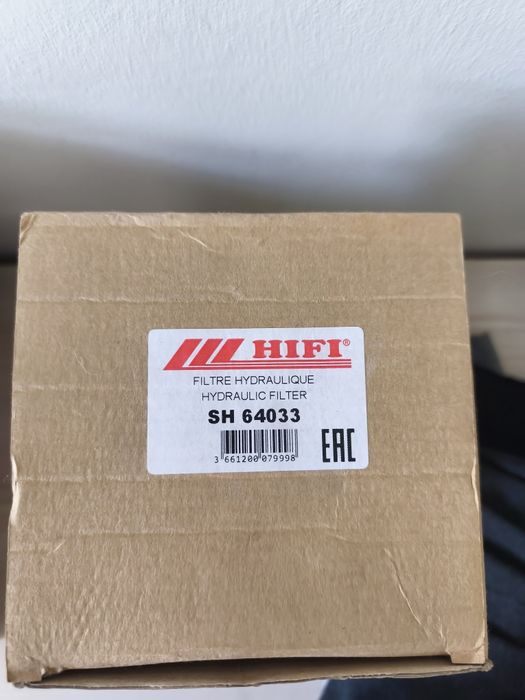 HIFI®
FILTRE HYDRAULIQUE
HYDRAULIC FILTER
SH 64033
3 661200 079998
EAC